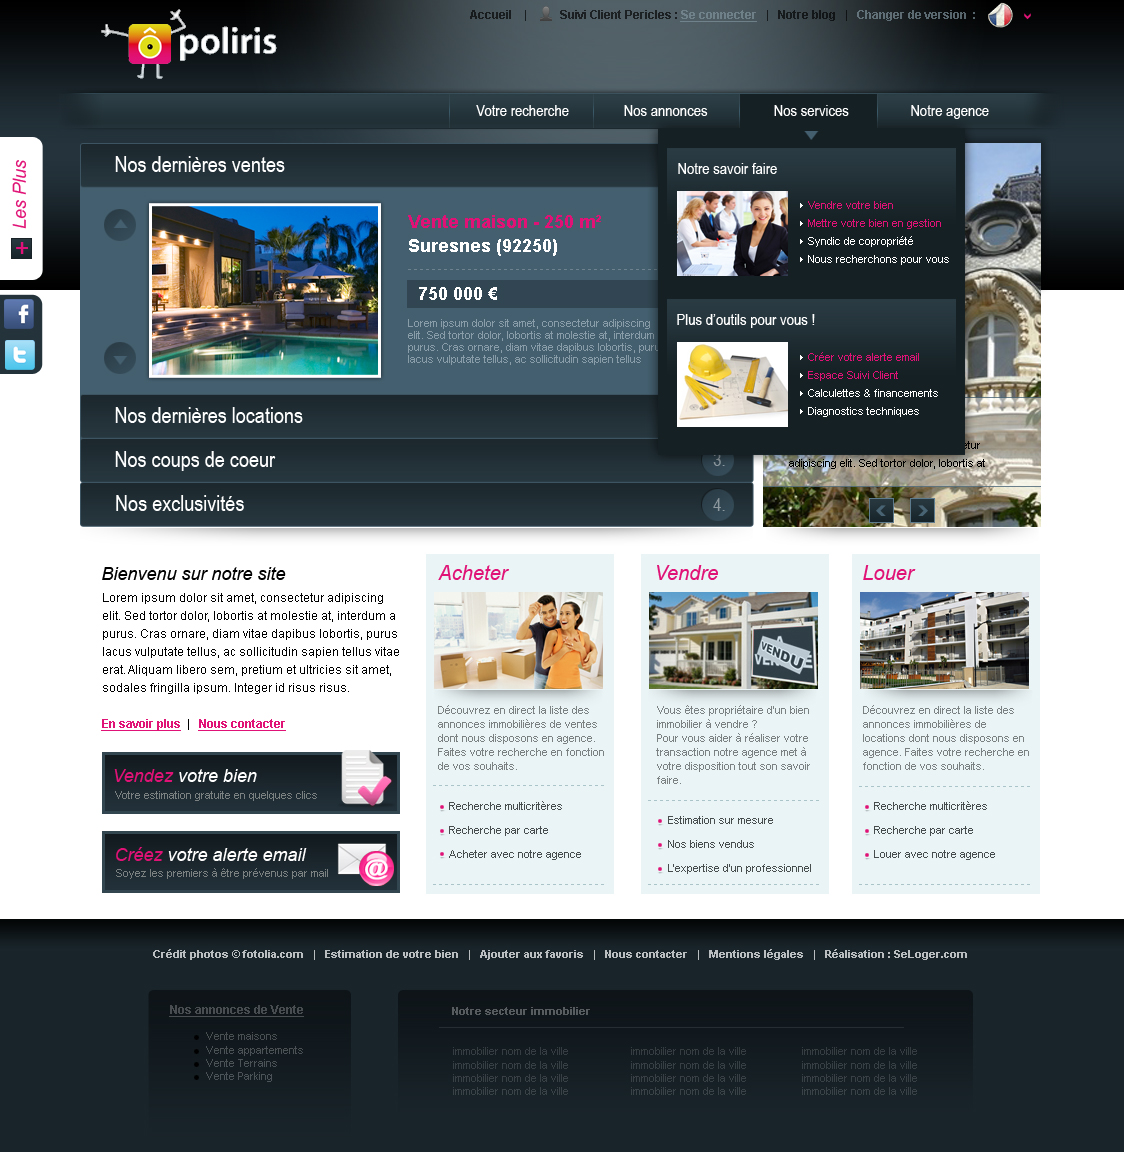 poliris
Accueil | Suivi Client Pericles : Se connecter | Notre blog | Changer de version :
Votre recherche
Nos annonces
Nos services
Notre agence
Les Plus
+
f
t
Nos dernières ventes
Vente maison - 250 m²
Suresnes (92250)
750 000 €
Lorem ipsum dolor sit amet, consectetur adipiscing
elit. Sed tortor dolor, lobortis at molestie at, interdum
purus. Cras ornare, diam vitae dapibus lobortis, puru
lacus vulputate tellus, ac sollicitudin sapien tellus
Nos dernières locations
Nos coups de coeur
3.
Nos exclusivités
4.
Notre savoir faire
Vendre votre bien
Mettre votre bien en gestion
Syndic de copropriété
Nous recherchons pour vous
Plus d'outils pour vous !
Créer votre alerte email
Espace Suivi Client
Calculettes & financements
Diagnostics techniques
etur
adipiscing elit. Sed tortor dolor, lobortis at
Bienvenu sur notre site
Lorem ipsum dolor sit amet, consectetur adipiscing
elit. Sed tortor dolor, lobortis at molestie at, interdum a
purus. Cras ornare, diam vitae dapibus lobortis, purus
lacus vulputate tellus, ac sollicitudin sapien tellus vitae
erat. Aliquam libero sem, pretium et ultricies sit amet,
sodales fringilla ipsum. Integer id risus risus.
En savoir plus | Nous contacter
Vendez votre bien
Votre estimation gratuite en quelques clics
Créez votre alerte email
Soyez les premiers à être prévenus par mail
@
Acheter
Découvrez en direct la liste des
annonces immobilières de ventes
dont nous disposons en agence.
Faites votre recherche en fonction
de vos souhaits.
Recherche multicritères
Recherche par carte
Acheter avec notre agence
Vendre
VENDU
VENDU
Vous êtes propriétaire d'un bien
immobilier à vendre ?
Pour vous aider à réaliser votre
transaction notre agence met à
votre disposition tout son savoir
faire.
Estimation sur mesure
Nos biens vendus
L'expertise d'un professionnel
Louer
Découvrez en direct la liste des
annonces immobilières de
locations dont nous disposons en
agence. Faites votre recherche en
fonction de vos souhaits.
Recherche multicritères
Recherche par carte
Louer avec notre agence
Crédit photos © fotolia.com | Estimation de votre bien | Ajouter aux favoris | Nous contacter | Mentions légales | Réalisation : SeLoger.com
Nos annonces de Vente
Vente maisons
Vente appartements
Vente Terrains
Vente Parking
Notre secteur immobilier
immobilier nom de la ville immobilier nom de la ville immobilier nom de la ville
immobilier nom de la ville immobilier nom de la ville immobilier nom de la ville
immobilier nom de la ville immobilier nom de la ville immobilier nom de la ville
immobilier nom de la ville immobilier nom de la ville immobilier nom de la ville